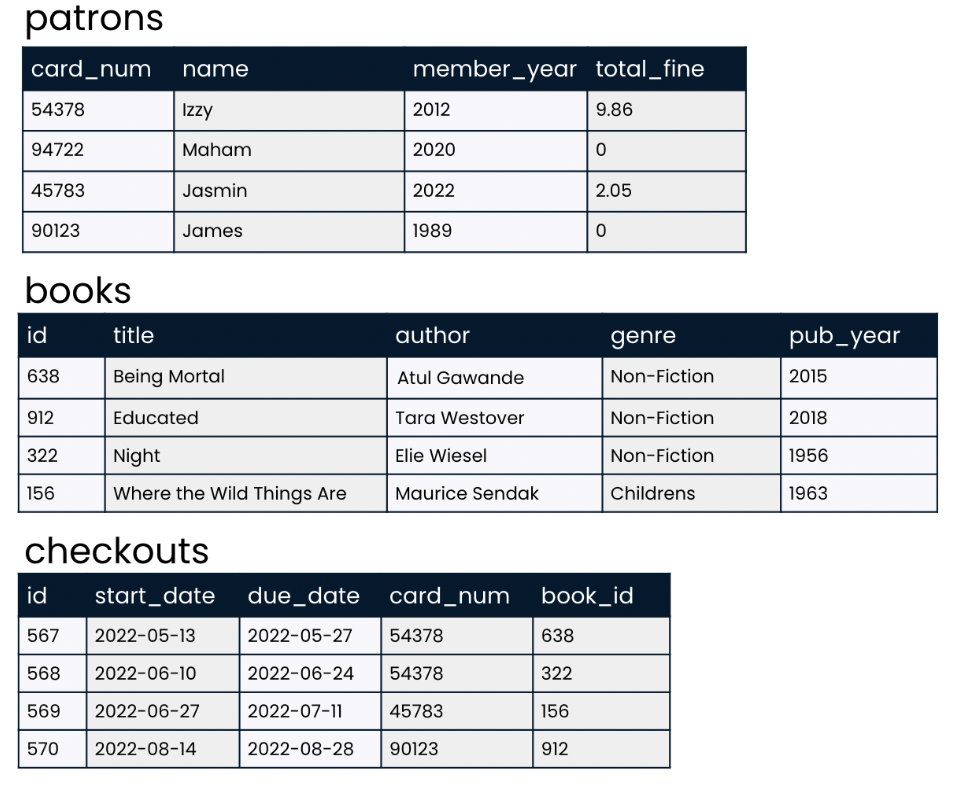 patrons
card_num name member_year total_fine
54378 Izzy 2012 9.86
94722 Maham 2020 0
45783 Jasmin 2022 2.05
90123 James 1989 0
books
id title author genre pub_year
638 Being Mortal Atul Gawande Non-Fiction 2015
912 Educated Tara Westover Non-Fiction 2018
322 Night Elie Wiesel Non-Fiction 1956
156 Where the Wild Things Are Maurice Sendak Childrens 1963
checkouts
id start_date due_date card_num book_id
567 2022-05-13 2022-05-27 54378 638
568 2022-06-10 2022-06-24 54378 322
569 2022-06-27 2022-07-11 45783 156
570 2022-08-14 2022-08-28 90123 912